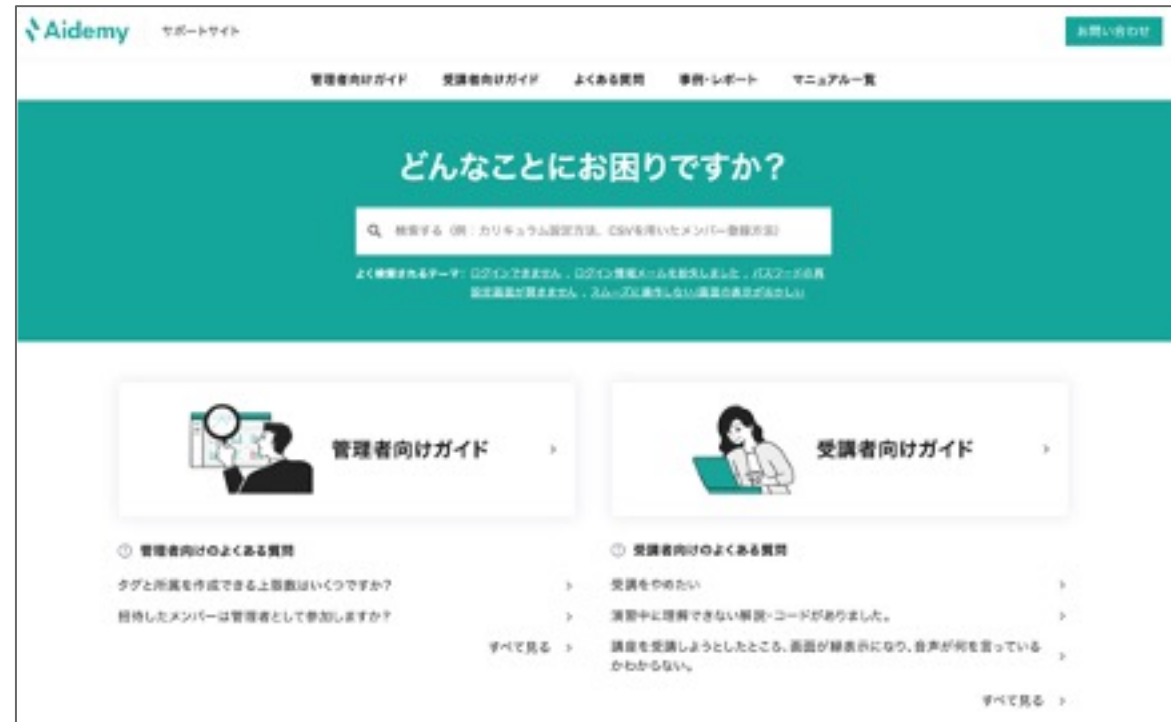 Aidemy サポートサイト
お問い合わせ
管理者向けガイド 受講者向けガイド よくある質問 事例・レポート マニュアル一覧
どんなことにお困りですか？
検索する（例：カリキュラム設定方法、CSVを用いたメンバー登録方法）
よく検索されるテーマ：ログインできません , ログイン情報メールを紛失しました , パスワードの再
設定画面が開きません , スムーズに動作しない/画面の表示がおかしい
管理者向けガイド
受講者向けガイド
管理者向けのよくある質問
タグと所属を作成できる上限数はいくつですか？
招待したメンバーは管理者として参加しますか？
すべて見る
受講者向けのよくある質問
受講をやめたい
演習中に理解できない解説・コードがありました。
講座を受講しようとしたところ、画面が緑表示になり、音声が何を言っている
かわからない。
すべて見る